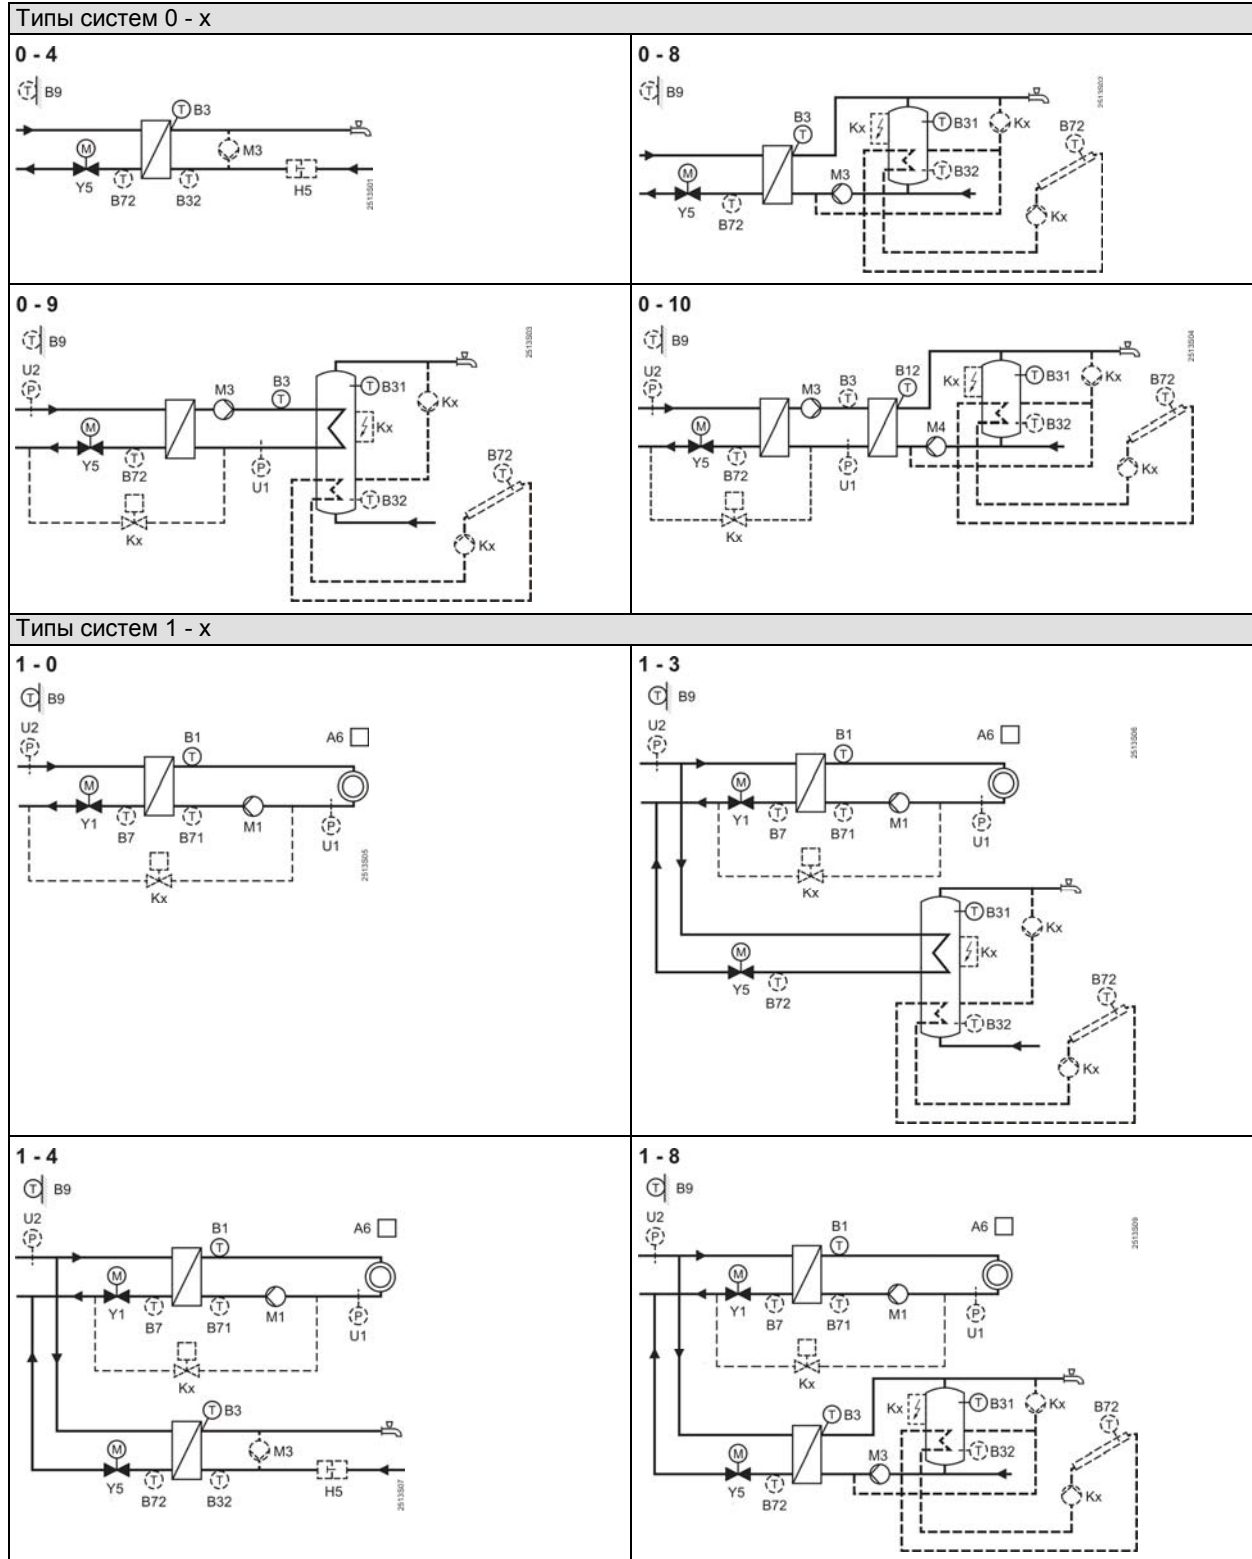 Типы систем 0 - x
0 - 4
T B9
T B3
M
Y5
T
B72
T
B32
M3
H5
2513S01
0 - 8
T B9
B3
T
Kx
T B31
Kx
B72
T
M
Y5
T
B72
M3
T B32
Kx
2513S02
0 - 9
T B9
U2
P
M3
B3
T
T B31
Kx
Kx
M
Y5
T
B72
P
U1
B72
T
T B32
Kx
Kx
2513S03
0 - 10
T B9
U2
P
M3
B3
T
B12
T
Kx
T B31
Kx
B72
T
M
Y5
T
B72
P
U1
M4
T B32
Kx
Kx
2513S04
Типы систем 1 - x
1 - 0
T B9
U2
P
B1
T
A6
M
Y1
T
B7
T
B71
M1
P
U1
Kx
2513S05
1 - 3
T B9
U2
P
B1
T
A6
M
Y1
T
B7
T
B71
M1
P
U1
Kx
2513S06
T B31
Kx
Kx
M
Y5
T
B72
B72
T
T B32
Kx
1 - 4
T B9
U2
P
B1
T
A6
M
Y1
T
B7
T
B71
M1
P
U1
Kx
T B3
M3
M
Y5
T
B72
T
B32
H5
2513S07
1 - 8
T B9
U2
P
B1
T
A6
M
Y1
T
B7
T
B71
M1
P
U1
Kx
2513S09
T B3
Kx
T B31
Kx
B72
T
M
Y5
T
B72
M3
T B32
Kx